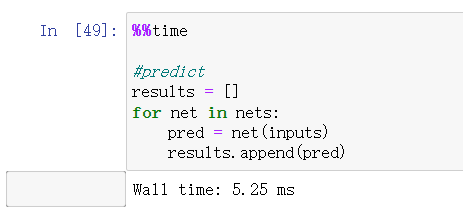 In [49]: %%time
#predict
results = []
for net in nets:
    pred = net(inputs)
    results.append(pred)
Wall time: 5.25 ms